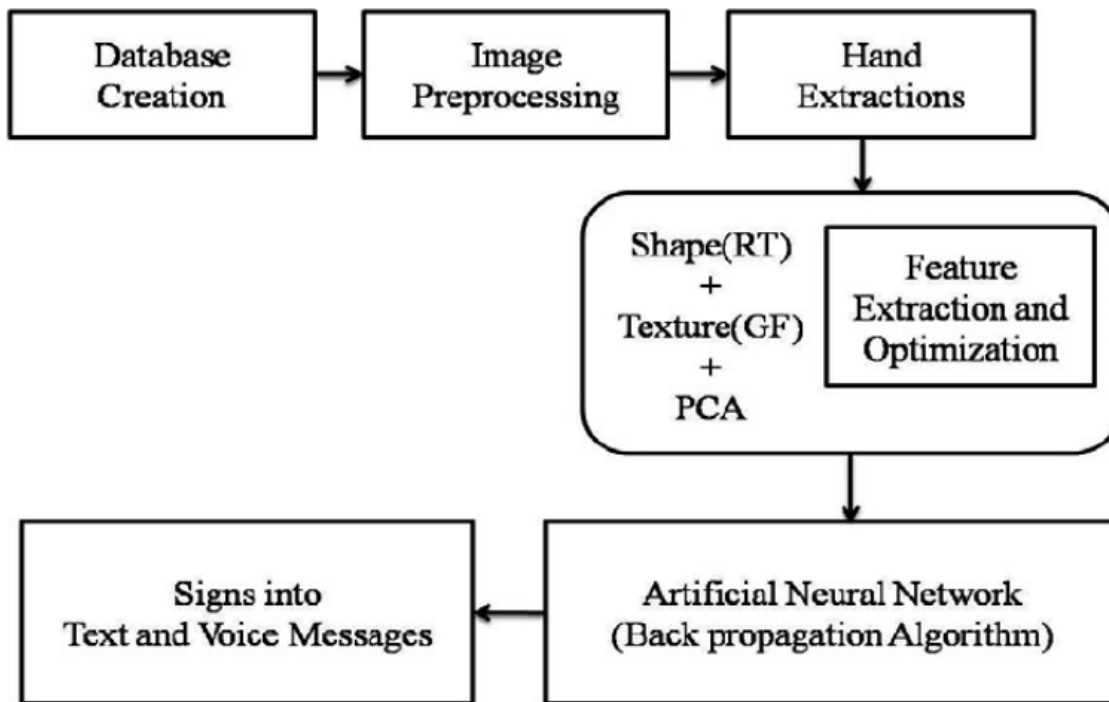 Database
Creation
Image
Preprocessing
Hand
Extractions
Shape(RT)
+
Texture(GF)
+
PCA
Feature
Extraction and
Optimization
Artificial Neural Network
(Back propagation Algorithm)
Signs into
Text and Voice Messages